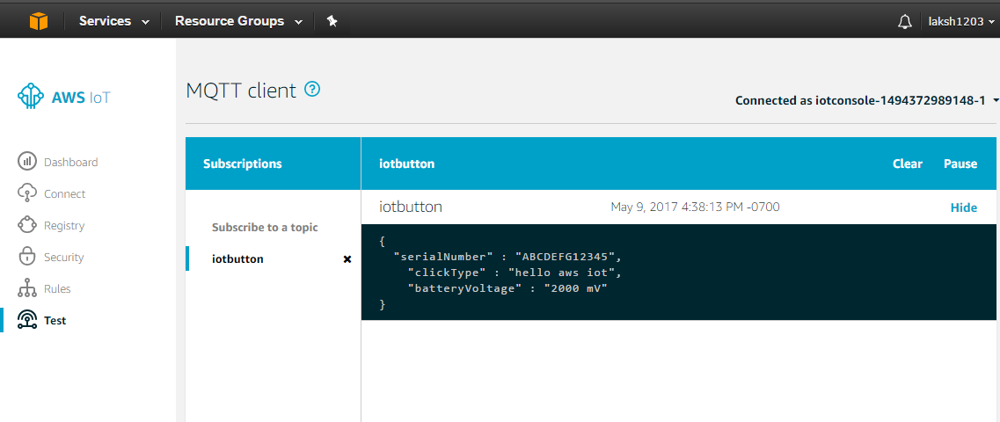 Services Resource Groups laksh1203
AWS IoT
Dashboard
Connect
Registry
Security
Rules
Test
MQTT client ?
Connected as iotconsole-1494372989148-1
Subscriptions
Subscribe to a topic
iotbutton
iotbutton Clear Pause
iotbutton May 9, 2017 4:38:13 PM -0700 Hide
{
"serialNumber" : "ABCDEFG12345",
"clickType" : "hello aws iot",
"batteryVoltage" : "2000 mV"
}